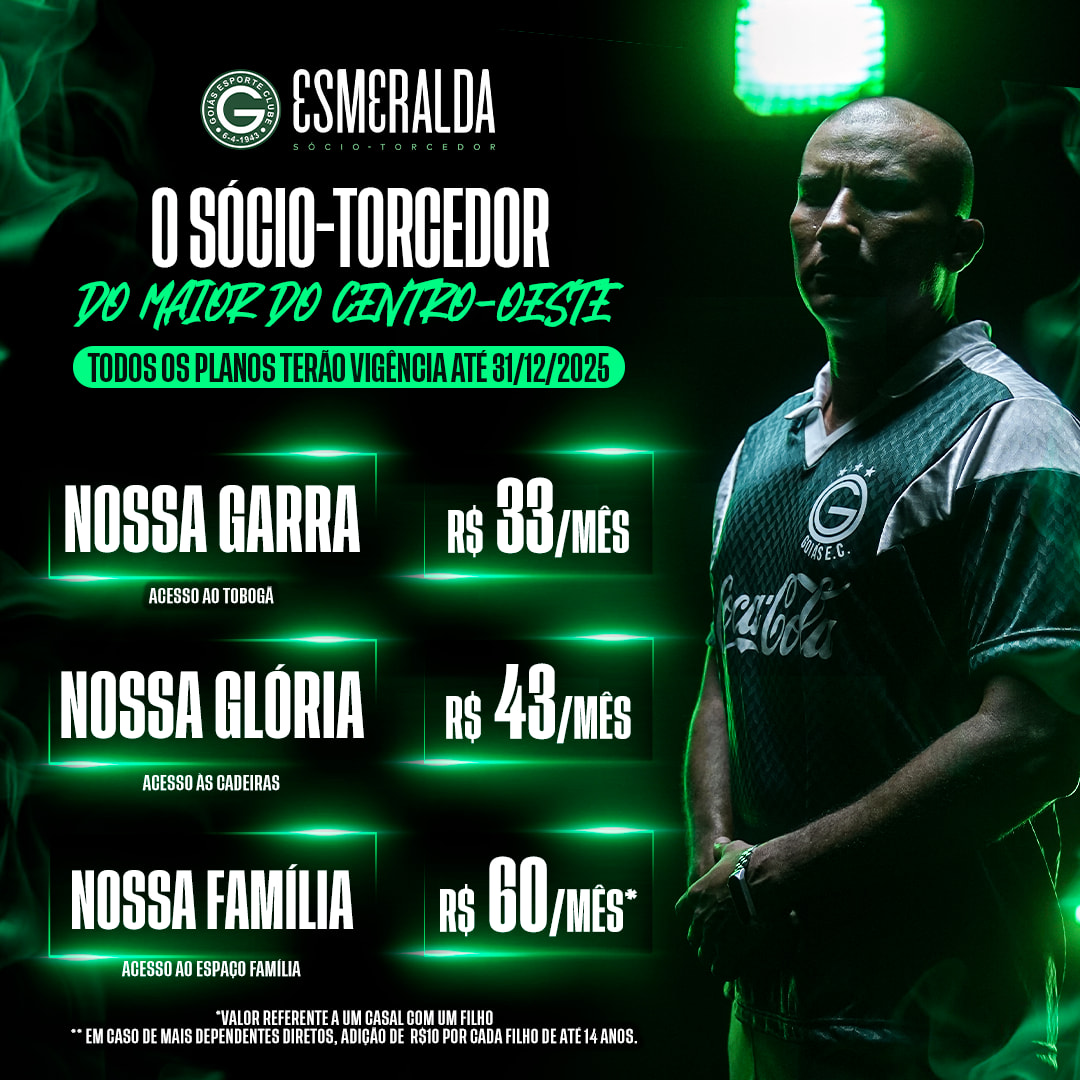 GOIÁS ESPORTE CLUBE
G
6-4-1943
ESMERALDA
SÓCIO-TORCEDOR
O SÓCIO-TORCEDOR
DO MAIOR DO CENTRO-OESTE
TODOS OS PLANOS TERÃO VIGÊNCIA ATÉ 31/12/2025
NOSSA GARRA
R$ 33/MÊS
ACESSO AO TOBOGÃ
NOSSA GLÓRIA
R$ 43/MÊS
ACESSO ÀS CADEIRAS
NOSSA FAMÍLIA
R$ 60/MÊS*
ACESSO AO ESPAÇO FAMÍLIA
*VALOR REFERENTE A UM CASAL COM UM FILHO
** EM CASO DE MAIS DEPENDENTES DIRETOS, ADIÇÃO DE R$10 POR CADA FILHO DE ATÉ 14 ANOS.
G
GOIÁS E.C.
Coca-Cola